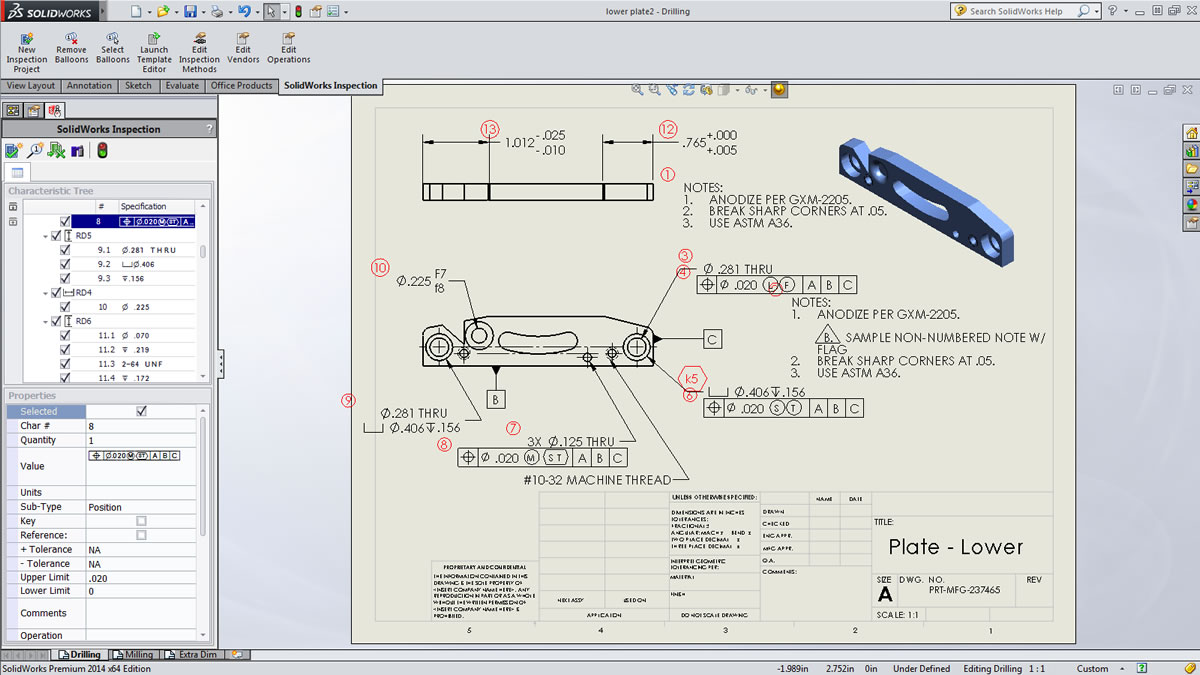 SOLIDWORKS
lower plate2 - Drilling
Search SolidWorks Help
New Inspection Project
Remove Balloons
Select Balloons
Launch Template Editor
Edit Inspection Methods
Edit Vendors
Edit Operations
View Layout
Annotation
Sketch
Evaluate
Office Products
SolidWorks Inspection
SolidWorks Inspection
?
Characteristic Tree
# Specification
8 ⌖ Ø.020 Ⓜ ST A...
RD5
9.1 Ø.281 THRU
9.2 ⌴Ø.406
9.3 ↧.156
RD4
10 Ø .225
RD6
11.1 Ø .070
11.2 ↧ .219
11.3 2-64 UNF
11.4 ↧ .172
Properties
Selected
Char # 8
Quantity 1
Value ⌖ Ø.020 Ⓜ ST A B C
Units
Sub-Type Position
Key
Reference:
+ Tolerance NA
- Tolerance NA
Upper Limit .020
Lower Limit 0
Comments
Operation
13
1.012 -.025
-.010
12
.765 +.000
+.005
1
NOTES:
1. ANODIZE PER GXM-2205.
2. BREAK SHARP CORNERS AT .05.
3. USE ASTM A36.
10
Ø.225 F7
f8
3
4
Ø .281 THRU
⌖ Ø .020 Ⓛ Ⓕ A B C
NOTES:
1. ANODIZE PER GXM-2205.
B. SAMPLE NON-NUMBERED NOTE W/
FLAG
2. BREAK SHARP CORNERS AT .05.
3. USE ASTM A36.
C
B
k5
6
⌴ Ø.406↧.156
⌖ Ø .020 Ⓢ Ⓣ A B C
9
Ø.281 THRU
⌴ Ø.406↧.156
7
8
3X Ø.125 THRU
⌖ Ø .020 Ⓜ ST A B C
#10-32 MACHINE THREAD
UNLESS OTHERWISE SPECIFIED:
DIMENSIONS ARE IN INCHES
TOLERANCES:
FRACTIONAL±
ANGULAR: MACH± BEND ±
TWO PLACE DECIMAL ±
THREE PLACE DECIMAL ±
INTERPRET GEOMETRIC
TOLERANCING PER:
MATERIAL
FINISH
DO NOT SCALE DRAWING
NAME DATE
DRAWN
CHECKED
ENG APPR.
MFG APPR.
Q.A.
COMMENTS:
PROPRIETARY AND CONFIDENTIAL
THE INFORMATION CONTAINED IN THIS
DRAWING IS THE SOLE PROPERTY OF
<INSERT COMPANY NAME HERE>. ANY
REPRODUCTION IN PART OR AS A WHOLE
WITHOUT THE WRITTEN PERMISSION OF
<INSERT COMPANY NAME HERE> IS
PROHIBITED.
NEXT ASSY USED ON
APPLICATION
TITLE:
Plate - Lower
SIZE DWG. NO. REV
A PRT-MFG-237465
SCALE: 1:1
5 4 3 2 1
Drilling
Milling
Extra Dim
SolidWorks Premium 2014 x64 Edition
-1.989in 2.752in 0in Under Defined Editing Drilling 1 : 1 Custom